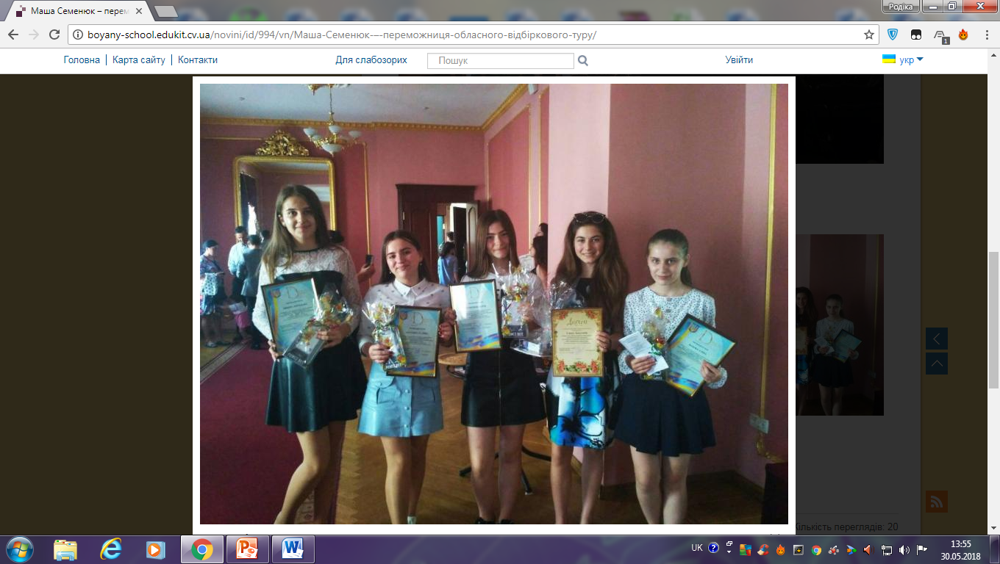 Родіка
Маша Семенюк – перем
boyany-school.edukit.cv.ua/novini/id/994/vn/Маша-Семенюк-–-переможниця-обласного-відбіркового-туру/
1
Головна
Карта сайту
Контакти
Для слабозорих
Пошук
Увійти
укр
Диплом
Кількість переглядів: 20
UK
13:55
30.05.2018